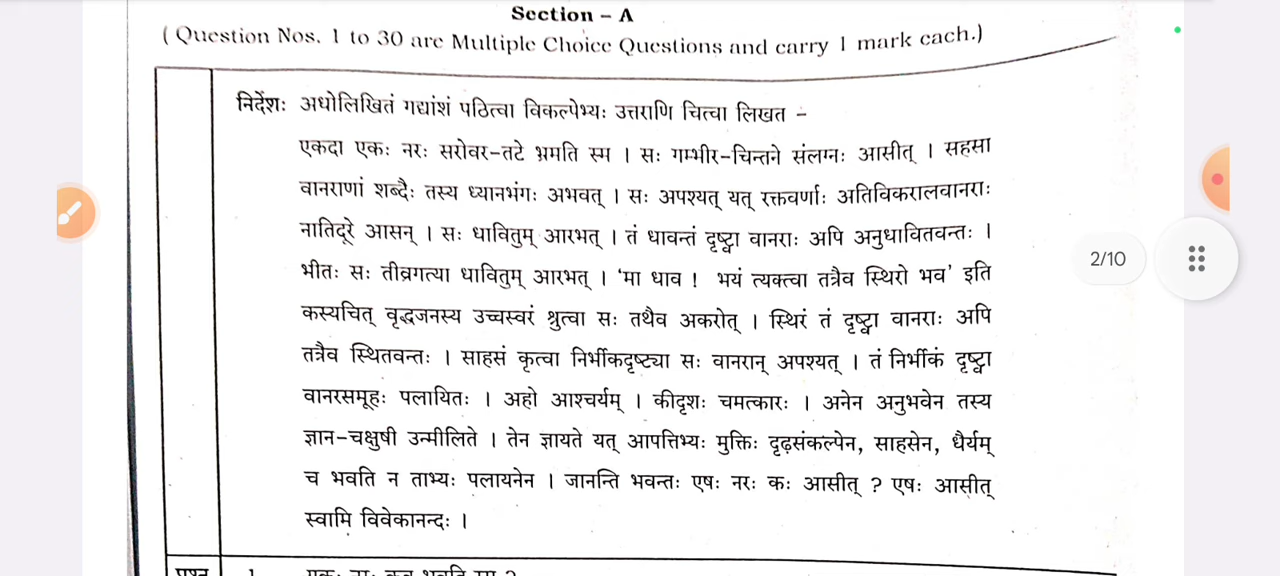 Section – A
( Question Nos. 1 to 30 are Multiple Choice Questions and carry 1 mark each.)
निर्देशः अधोलिखितं गद्यांशं पठित्वा विकल्पेभ्यः उत्तराणि चित्वा लिखत –
एकदा एकः नरः सरोवर-तटे भ्रमति स्म । सः गम्भीर-चिन्तने संलग्नः आसीत् । सहसा
वानराणां शब्दैः तस्य ध्यानभंगः अभवत् । सः अपश्यत् यत् रक्तवर्णाः अतिविकरालवानराः
नातिदूरे आसन् । सः धावितुम् आरभत् । तं धावन्तं दृष्ट्वा वानराः अपि अनुधावितवन्तः ।
भीतः सः तीव्रगत्या धावितुम् आरभत् । ‘मा धाव ! भयं त्यक्त्वा तत्रैव स्थिरो भव’ इति
कस्यचित् वृद्धजनस्य उच्चस्वरं श्रुत्वा सः तथैव अकरोत् । स्थिरं तं दृष्ट्वा वानराः अपि
तत्रैव स्थितवन्तः । साहसं कृत्वा निर्भीकदृष्ट्या सः वानरान् अपश्यत् । तं निर्भीकं दृष्ट्वा
वानरसमूहः पलायितः । अहो आश्चर्यम् । कीदृशः चमत्कारः । अनेन अनुभवेन तस्य
ज्ञान-चक्षुषी उन्मीलिते । तेन ज्ञायते यत् आपत्तिभ्यः मुक्तिः दृढ़संकल्पेन, साहसेन, धैर्यम्
च भवति न ताभ्यः पलायनेन । जानन्ति भवन्तः एषः नरः कः आसीत् ? एषः आसीत्
स्वामि विवेकानन्दः ।
2/10